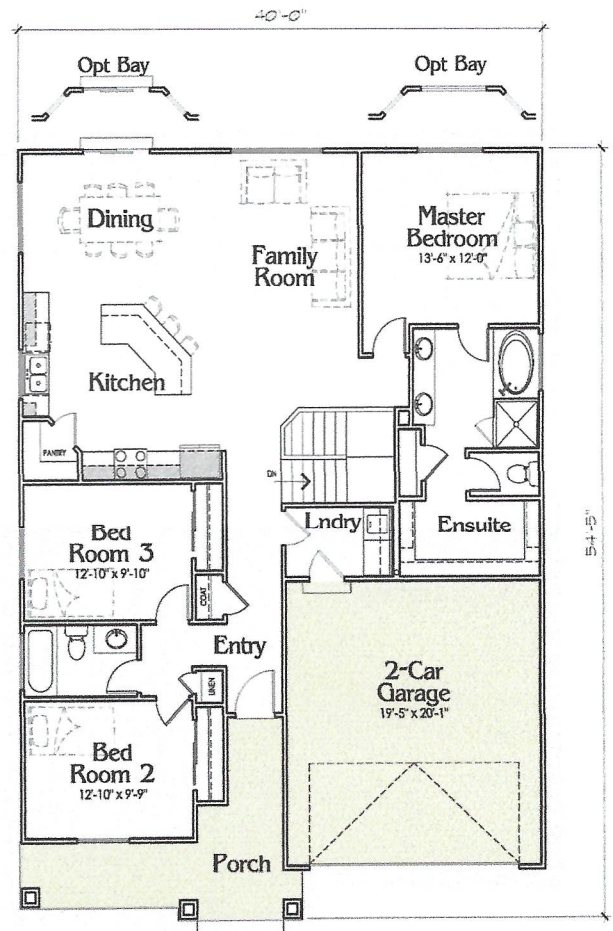 40'-0"
Opt Bay
Opt Bay
Dining
Family
Room
Master
Bedroom
13'-6" x 12'-0"
Kitchen
PANTRY
DN
Lndry
Ensuite
Bed
Room 3
12'-10" x 9'-10"
COAT
Entry
LINEN
2-Car
Garage
19'-5" x 20'-1"
Bed
Room 2
12'-10" x 9'-9"
Porch
54'-5"